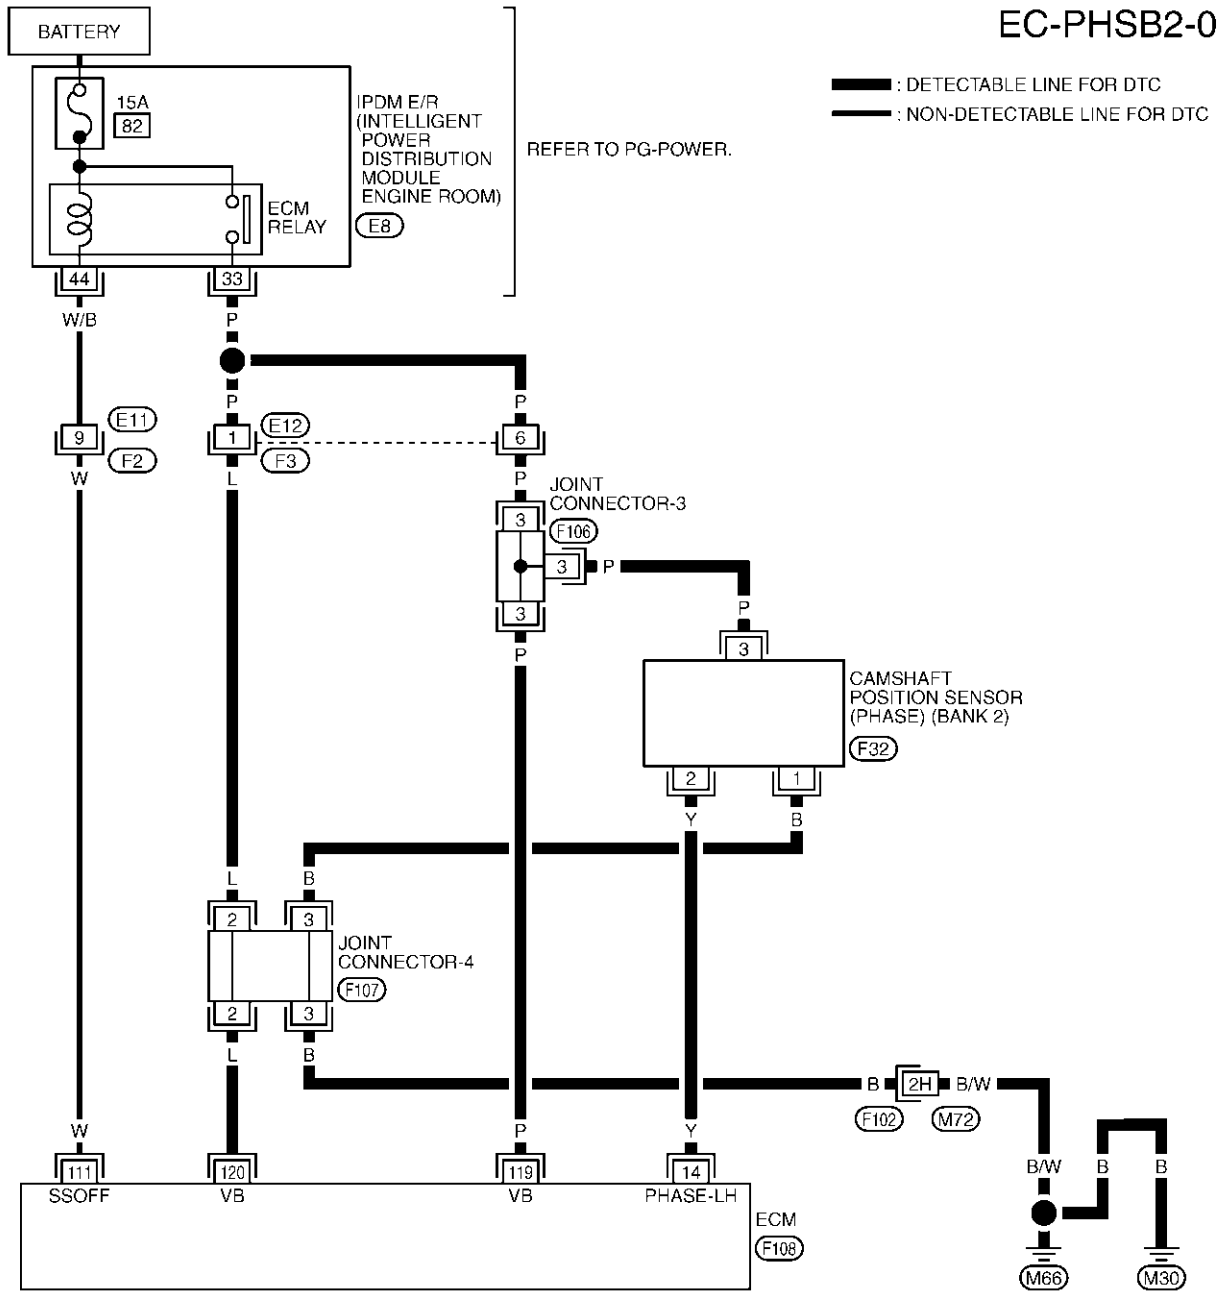 EC-PHSB2-0
BATTERY
: DETECTABLE LINE FOR DTC
: NON-DETECTABLE LINE FOR DTC
15A
82
IPDM E/R
(INTELLIGENT
POWER
DISTRIBUTION
MODULE
ENGINE ROOM)
E8
REFER TO PG-POWER.
ECM
RELAY
44
33
W/B
P
P
P
9
E11
F2
1
E12
F3
6
W
L
P
JOINT
CONNECTOR-3
3
F106
3
P
3
P
P
3
CAMSHAFT
POSITION SENSOR
(PHASE) (BANK 2)
F32
2
1
Y
B
L
B
2
3
JOINT
CONNECTOR-4
F107
2
3
L
B
B
2H
B/W
F102
M72
W
P
Y
111
120
119
14
SSOFF
VB
VB
PHASE-LH
B/W
B
B
ECM
F108
M66
M30